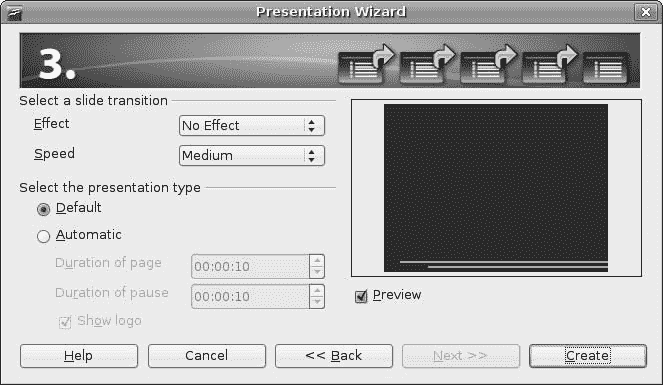 Presentation Wizard
3.
Select a slide transition
Effect
No Effect
Speed
Medium
Select the presentation type
Default
Automatic
Duration of page
00:00:10
Duration of pause
00:00:10
Show logo
Preview
Help
Cancel
<< Back
Next >>
Create